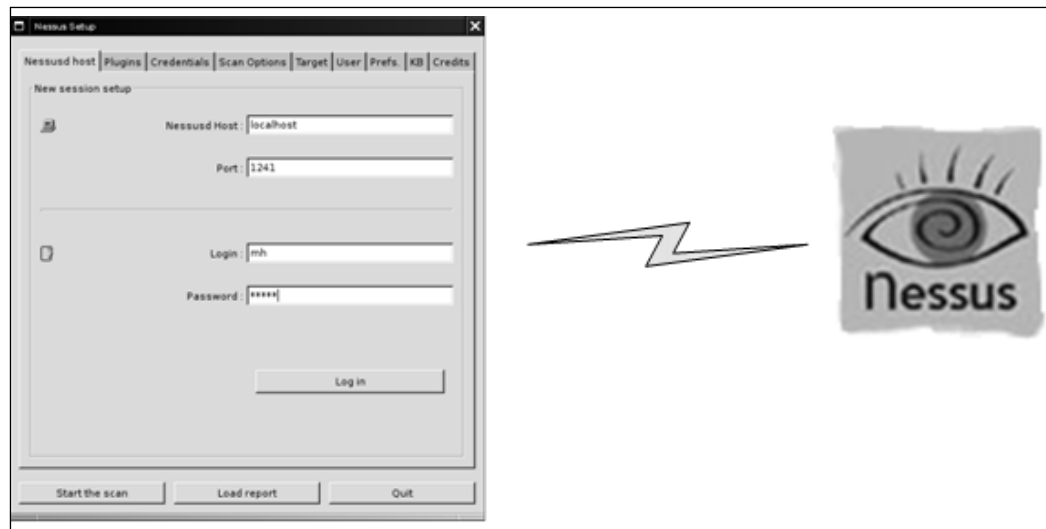 Nessus Setup
Nessusd host Plugins Credentials Scan Options Target User Prefs. KB Credits
New session setup
Nessusd Host : localhost
Port : 1241
Login : mh
Password : *****
Log in
Start the scan Load report Quit
Nessus